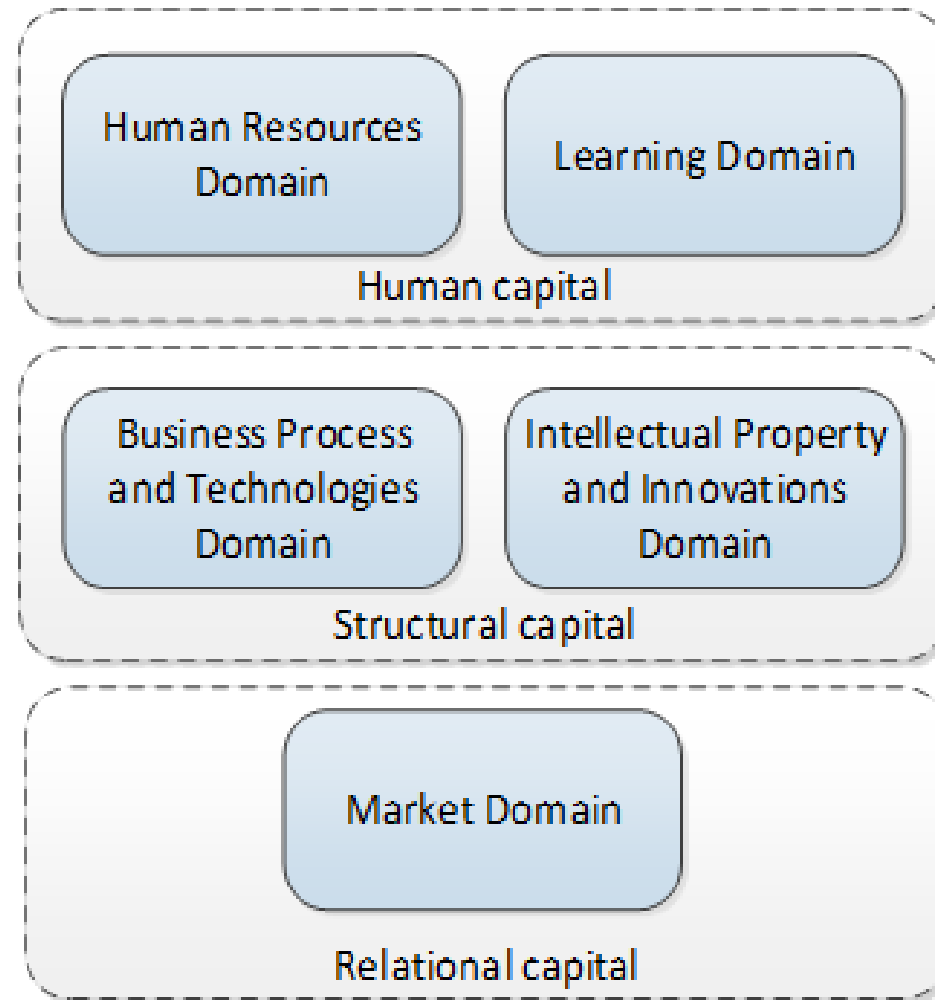 Human Resources
Domain
Learning Domain
Human capital
Business Process
and Technologies
Domain
Intellectual Property
and Innovations
Domain
Structural capital
Market Domain
Relational capital